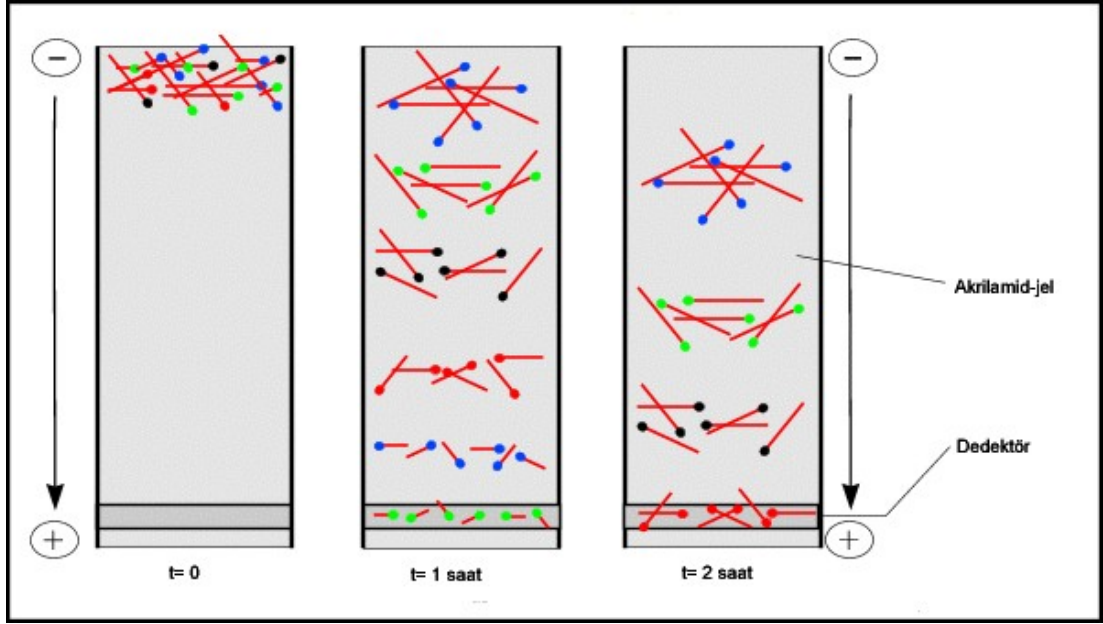 −
−
Akrilamid-jel
Dedektör
+
+
t= 0
t= 1 saat
t= 2 saat